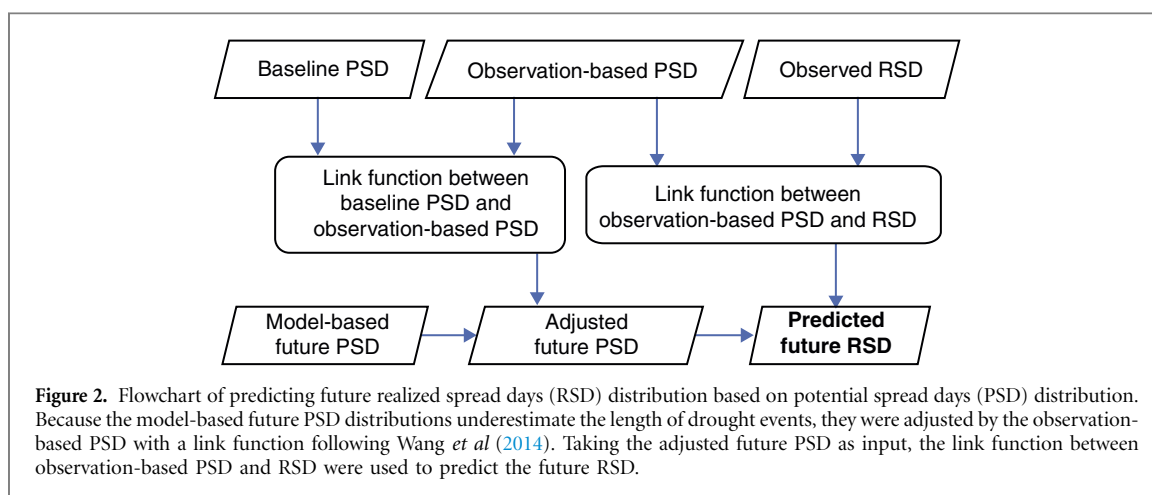 Baseline PSD
Observation-based PSD
Observed RSD
Link function between
baseline PSD and
observation-based PSD
Link function between
observation-based PSD and RSD
Model-based
future PSD
Adjusted
future PSD
Predicted
future RSD
Figure 2. Flowchart of predicting future realized spread days (RSD) distribution based on potential spread days (PSD) distribution.
Because the model-based future PSD distributions underestimate the length of drought events, they were adjusted by the observation-
based PSD with a link function following Wang et al (2014). Taking the adjusted future PSD as input, the link function between
observation-based PSD and RSD were used to predict the future RSD.